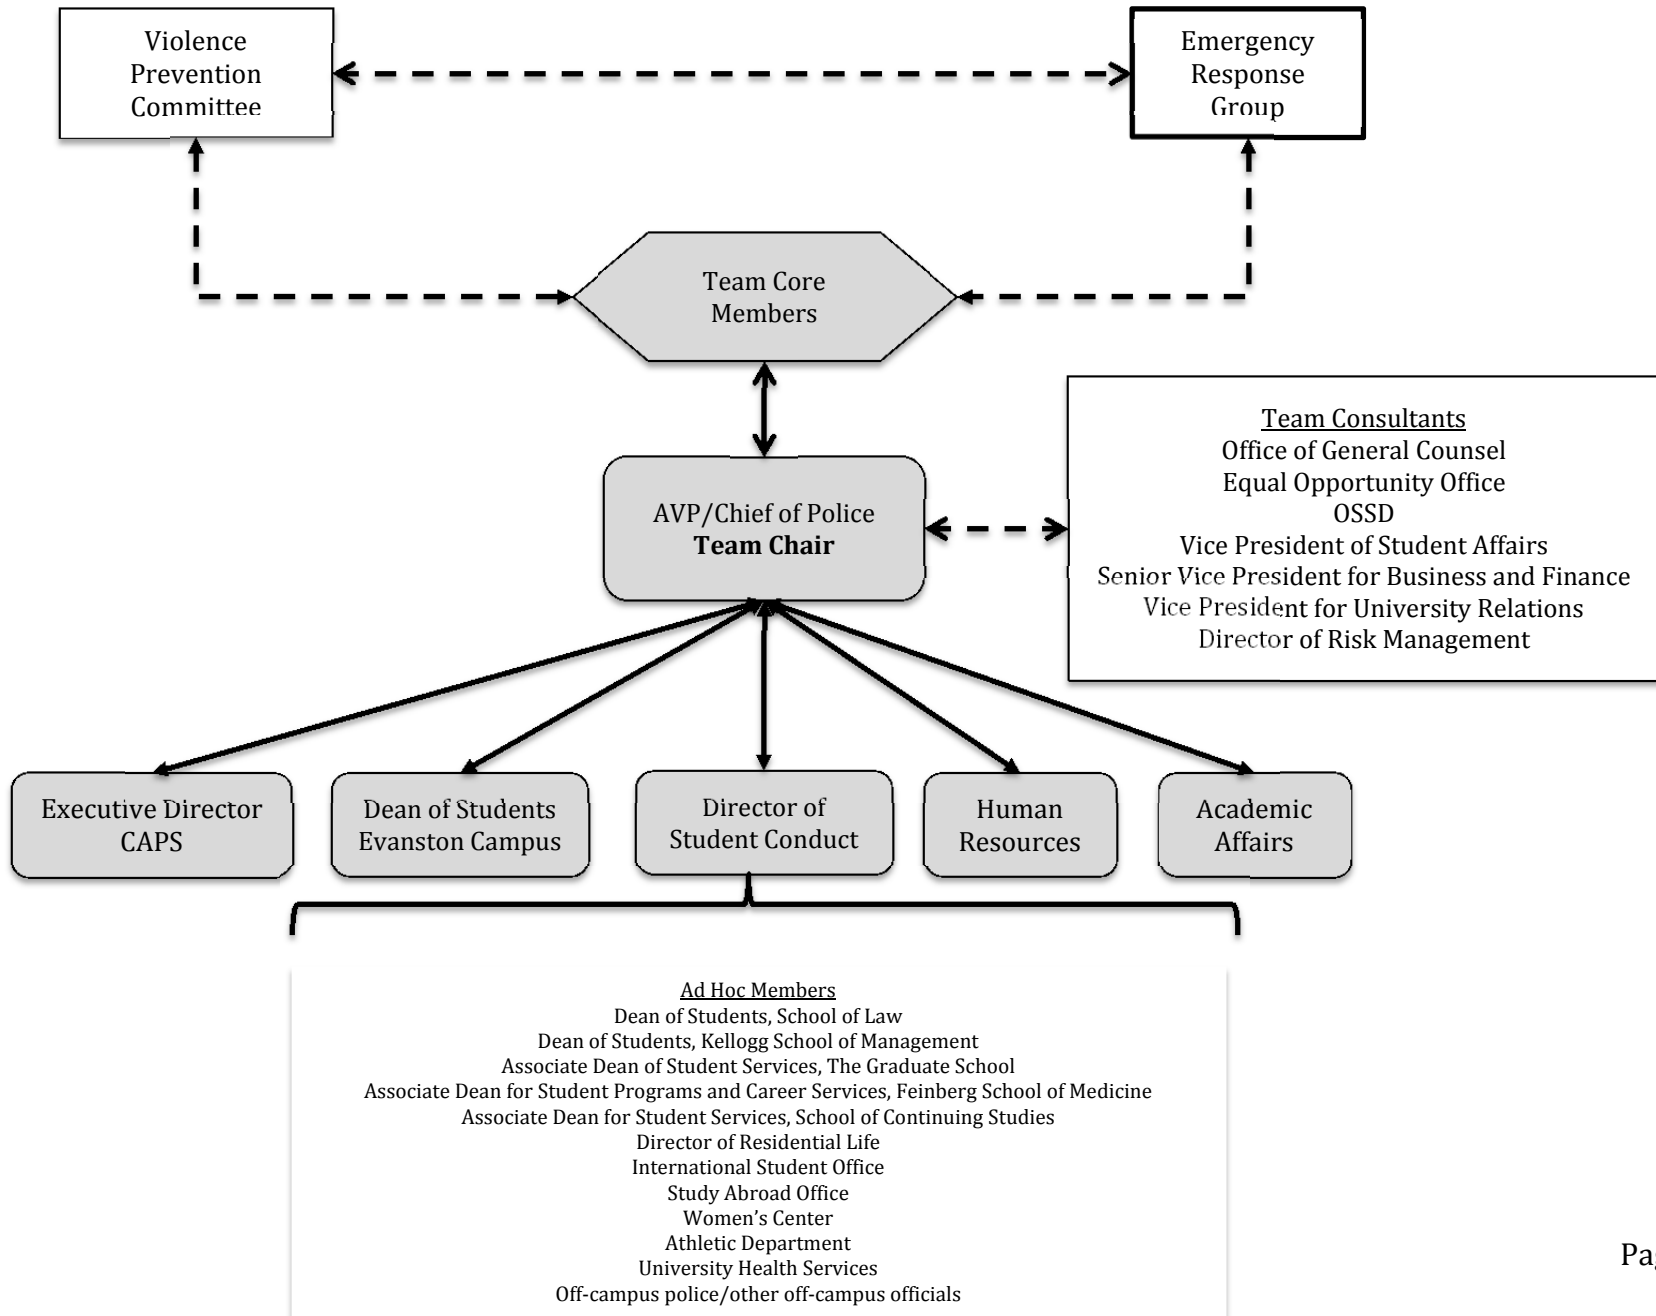 Violence
Prevention
Committee
Emergency
Response
Group
Team Core
Members
Team Consultants
Office of General Counsel
Equal Opportunity Office
OSSD
Vice President of Student Affairs
Senior Vice President for Business and Finance
Vice President for University Relations
Director of Risk Management
AVP/Chief of Police
Team Chair
Executive Director
CAPS
Dean of Students
Evanston Campus
Director of
Student Conduct
Human
Resources
Academic
Affairs
Ad Hoc Members
Dean of Students, School of Law
Dean of Students, Kellogg School of Management
Associate Dean of Student Services, The Graduate School
Associate Dean for Student Programs and Career Services, Feinberg School of Medicine
Associate Dean for Student Services, School of Continuing Studies
Director of Residential Life
International Student Office
Study Abroad Office
Women’s Center
Athletic Department
University Health Services
Off-campus police/other off-campus officials